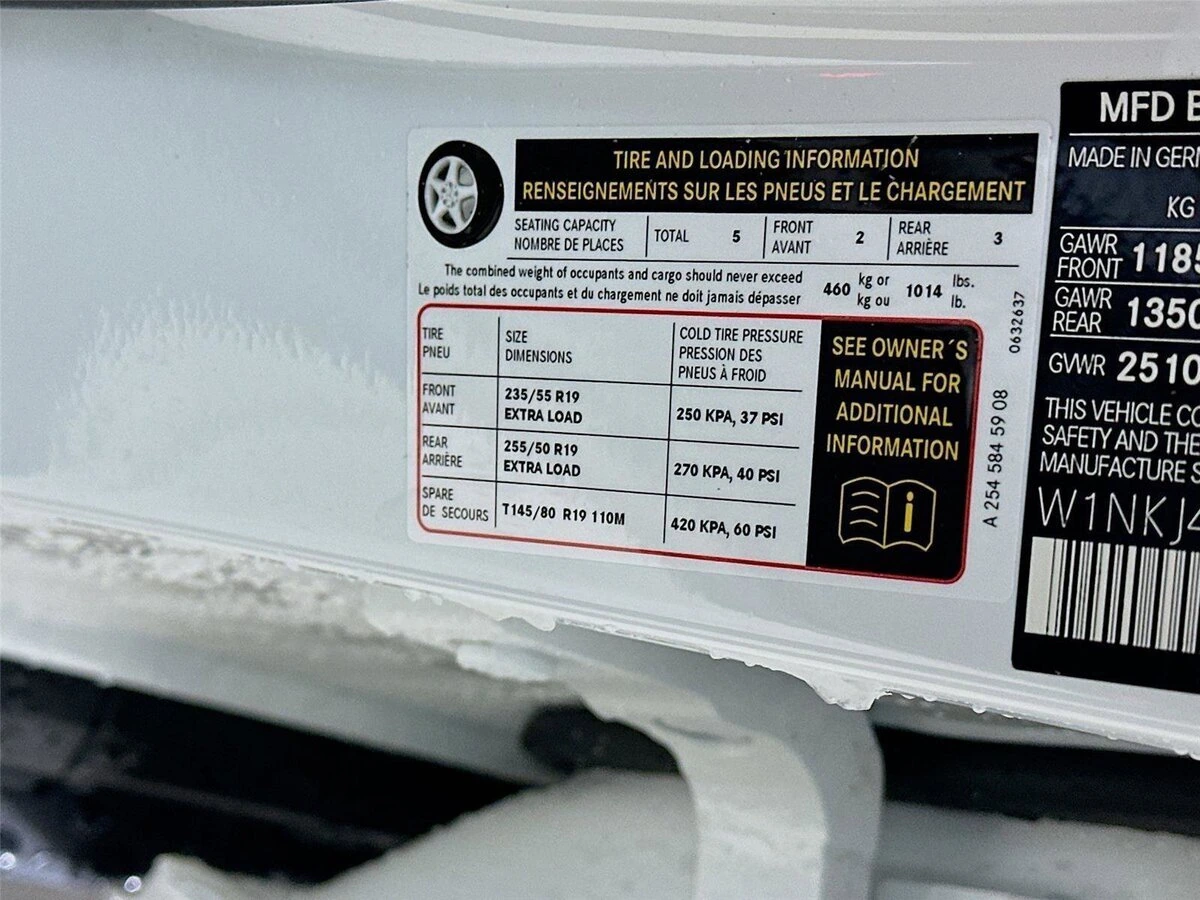 TIRE AND LOADING INFORMATION
RENSEIGNEMENTS SUR LES PNEUS ET LE CHARGEMENT
SEATING CAPACITY
NOMBRE DE PLACES
TOTAL 5
FRONT
AVANT
2
REAR
ARRIÈRE
3
The combined weight of occupants and cargo should never exceed
Le poids total des occupants et du chargement ne doit jamais dépasser
460 kg or
kg ou
1014 lbs.
lb.
TIRE
PNEU
SIZE
DIMENSIONS
COLD TIRE PRESSURE
PRESSION DES
PNEUS À FROID
FRONT
AVANT
235/55 R19
EXTRA LOAD
250 KPA, 37 PSI
REAR
ARRIÈRE
255/50 R19
EXTRA LOAD
270 KPA, 40 PSI
SPARE
DE SECOURS
T145/80 R19 110M
420 KPA, 60 PSI
SEE OWNER´S
MANUAL FOR
ADDITIONAL
INFORMATION
i
0632637
A 254 584 59 08
MFD
MADE IN
KG
GAWR
FRONT 1185
GAWR
REAR 1350
GVWR 2510
THIS VEHICLE
SAFETY AND THE
MANUFACTURE
W1NKJ4